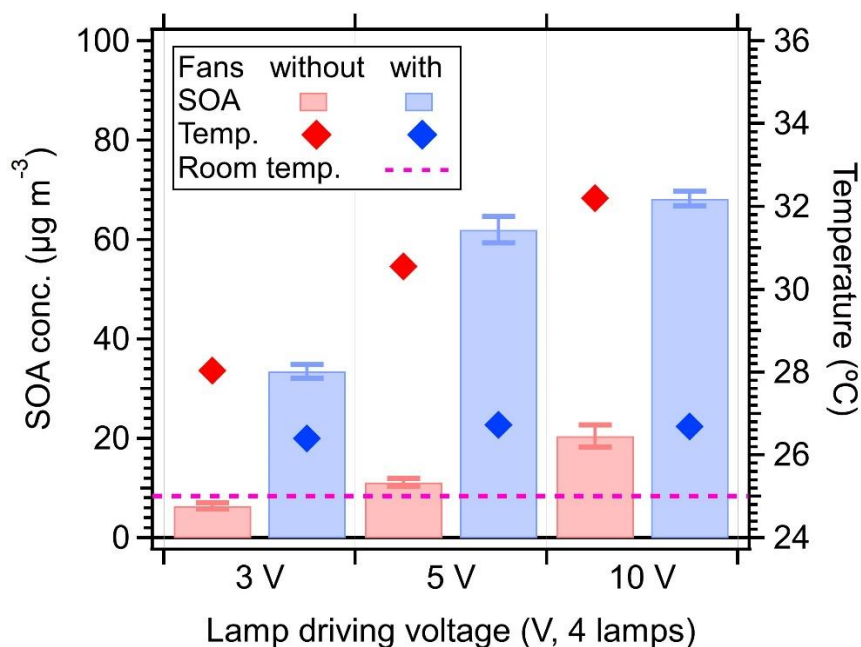 100
80
60
40
20
0
SOA conc. (µg m⁻³)
Fans without with
SOA
Temp.
Room temp.
36
34
32
30
28
26
24
Temperature (ºC)
3 V 5 V 10 V
Lamp driving voltage (V, 4 lamps)